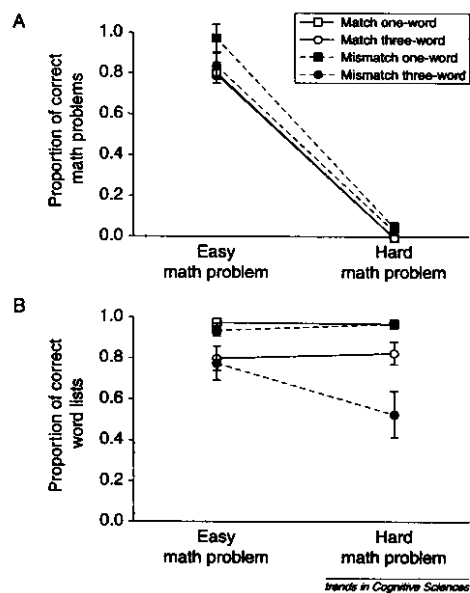 A
Match one-word
Match three-word
Mismatch one-word
Mismatch three-word
Proportion of correct
math problems
1.0
0.8
0.6
0.4
0.2
0.0
Easy
math problem
Hard
math problem
B
Proportion of correct
word lists
1.0
0.8
0.6
0.4
0.2
0.0
Easy
math problem
Hard
math problem
trends in Cognitive Sciences